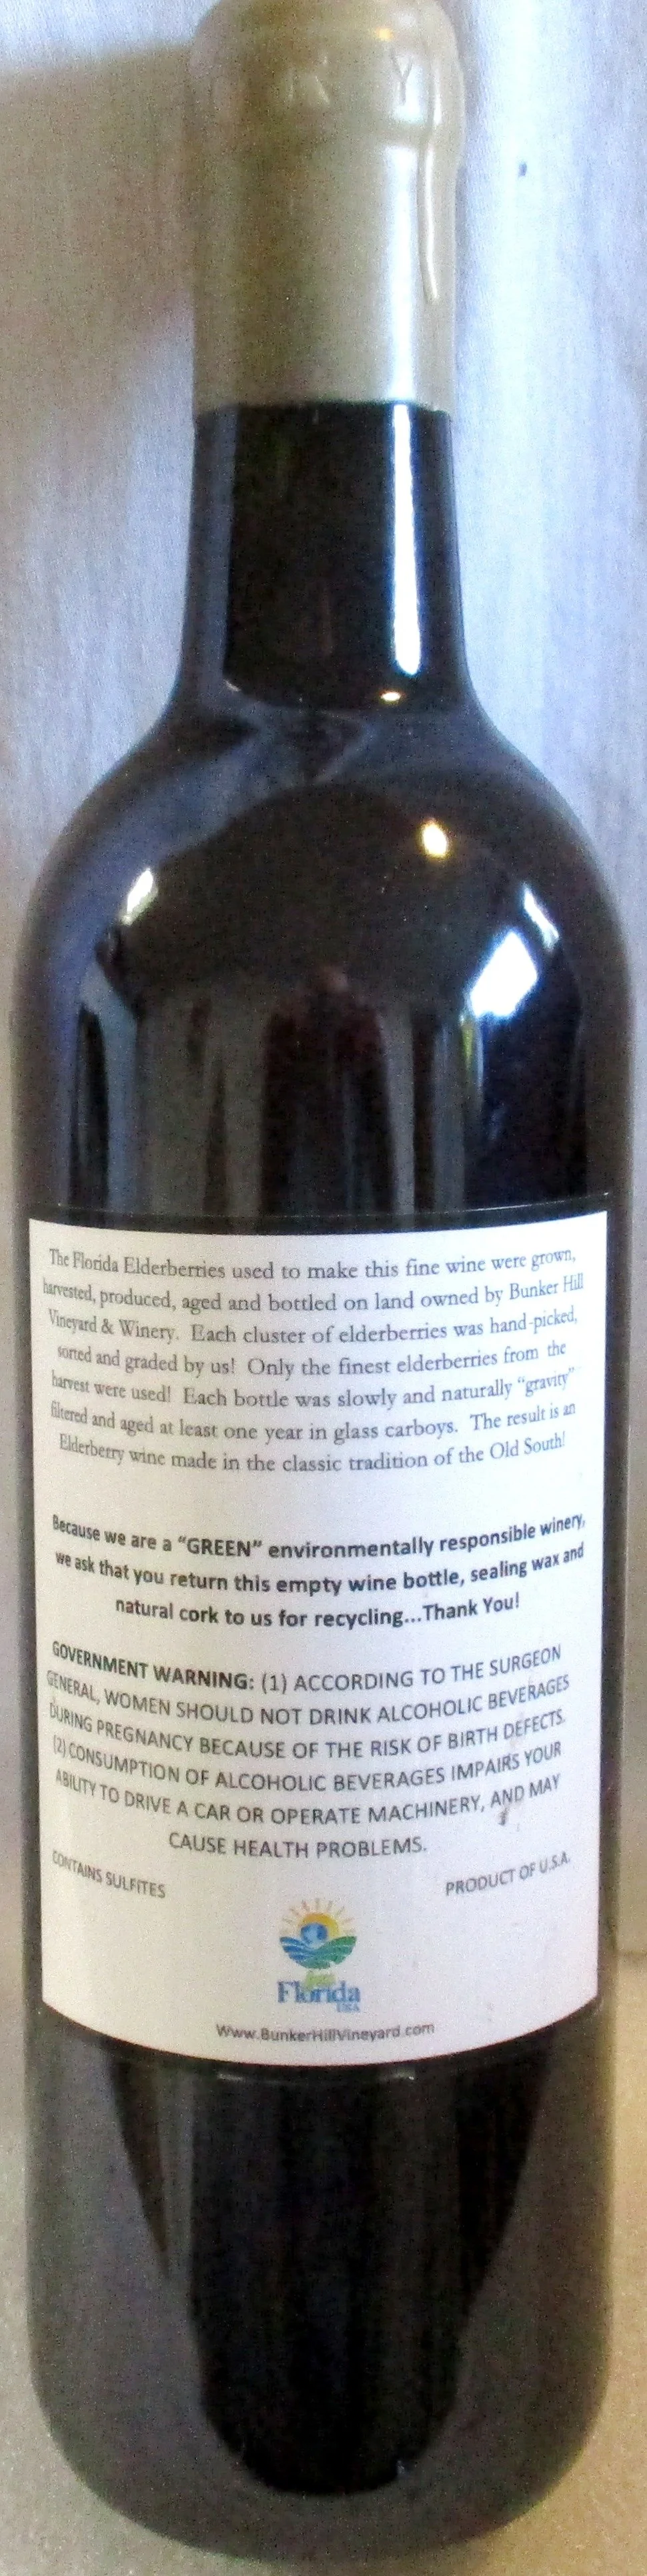 K Y
The Florida Elderberries used to make this fine wine were grown,
harvested, produced, aged and bottled on land owned by Bunker Hill
Vineyard & Winery. Each cluster of elderberries was hand-picked,
sorted and graded by us! Only the finest elderberries from the
harvest were used! Each bottle was slowly and naturally "gravity"
filtered and aged at least one year in glass carboys. The result is an
Elderberry wine made in the classic tradition of the Old South!
Because we are a "GREEN" environmentally responsible winery,
we ask that you return this empty wine bottle, sealing wax and
natural cork to us for recycling...Thank You!
GOVERNMENT WARNING: (1) ACCORDING TO THE SURGEON
GENERAL, WOMEN SHOULD NOT DRINK ALCOHOLIC BEVERAGES
DURING PREGNANCY BECAUSE OF THE RISK OF BIRTH DEFECTS.
(2) CONSUMPTION OF ALCOHOLIC BEVERAGES IMPAIRS YOUR
ABILITY TO DRIVE A CAR OR OPERATE MACHINERY, AND MAY
CAUSE HEALTH PROBLEMS.
CONTAINS SULFITES
PRODUCT OF U.S.A.
Florida
USA
Www.BunkerHillVineyard.com